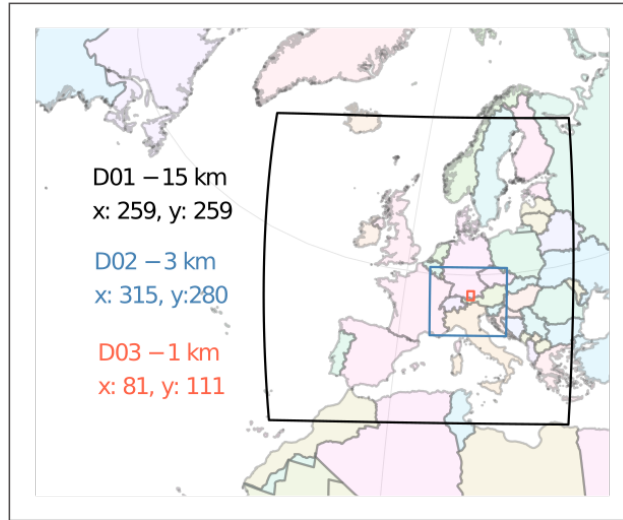 D01 − 15 km
x: 259, y: 259
D02 − 3 km
x: 315, y:280
D03 − 1 km
x: 81, y: 111